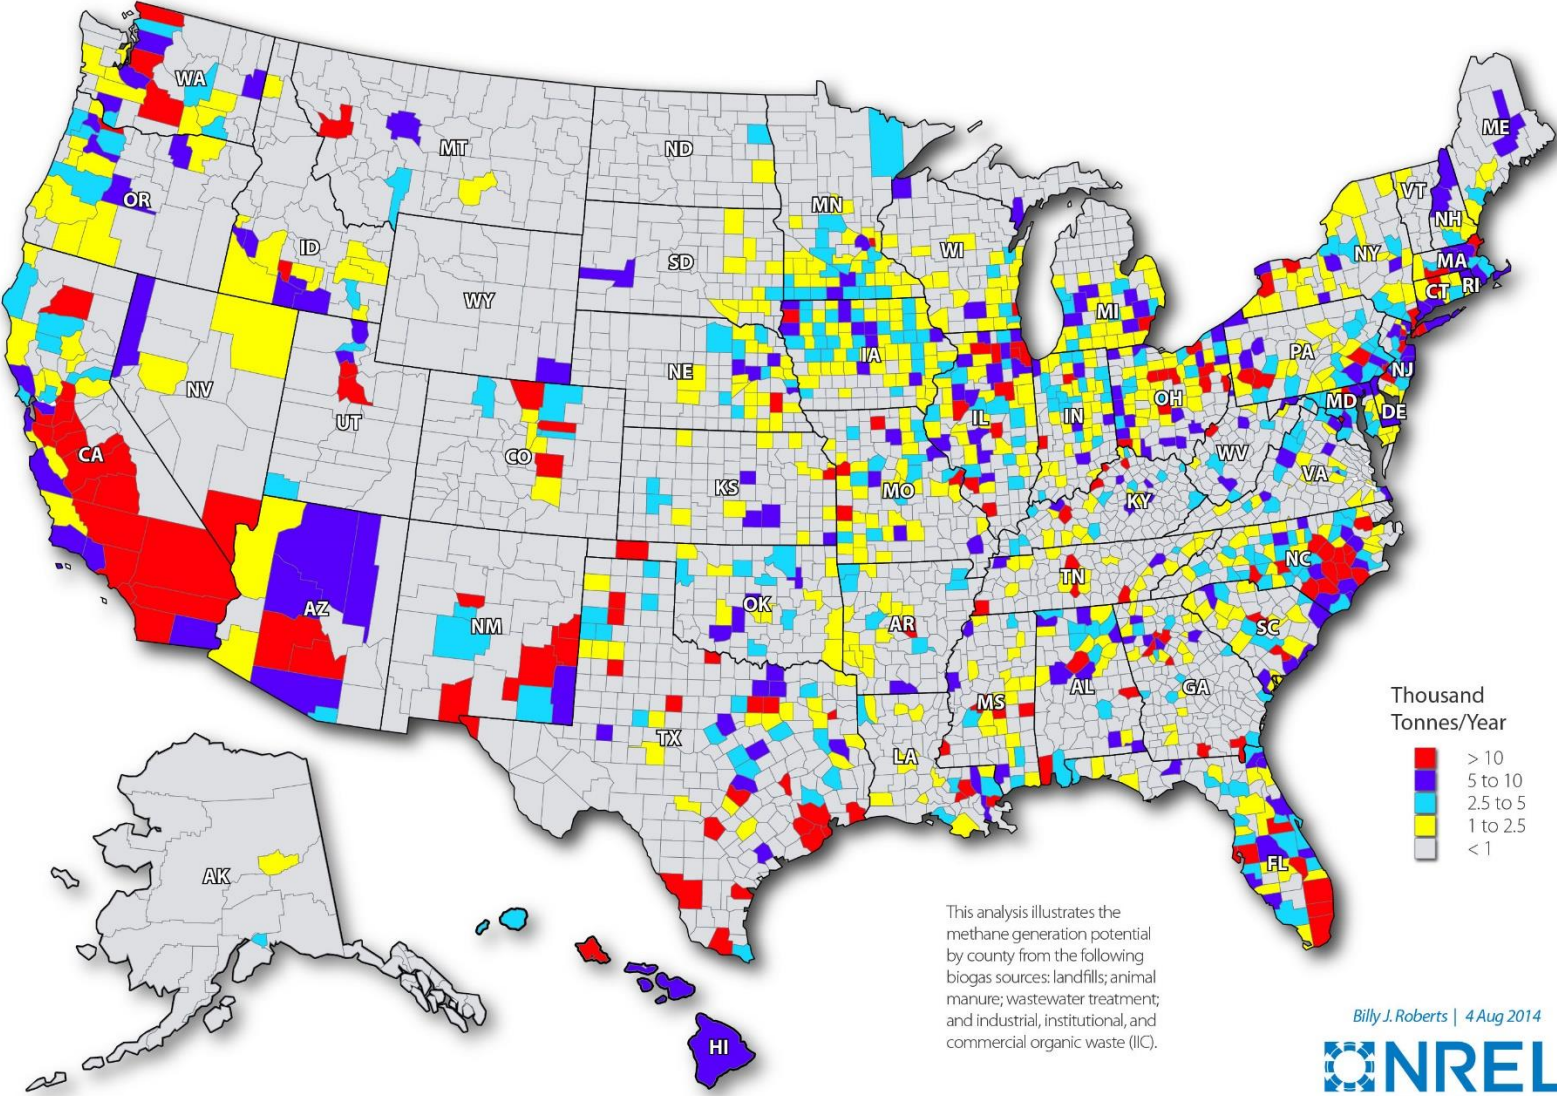 WA
MT
ND
MN
ME
VT
NH
OR
ID
SD
WI
NY
MA
CT
RI
WY
MI
IA
PA
NJ
NV
NE
OH
MD
DE
UT
IL
IN
CA
CO
WV
VA
KS
MO
KY
AZ
NM
OK
TN
NC
AR
SC
MS
AL
GA
TX
LA
FL
AK
HI
Thousand
Tonnes/Year
> 10
5 to 10
2.5 to 5
1 to 2.5
< 1
This analysis illustrates the
methane generation potential
by county from the following
biogas sources: landfills; animal
manure; wastewater treatment;
and industrial, institutional, and
commercial organic waste (IIC).
Billy J. Roberts | 4 Aug 2014
NREL